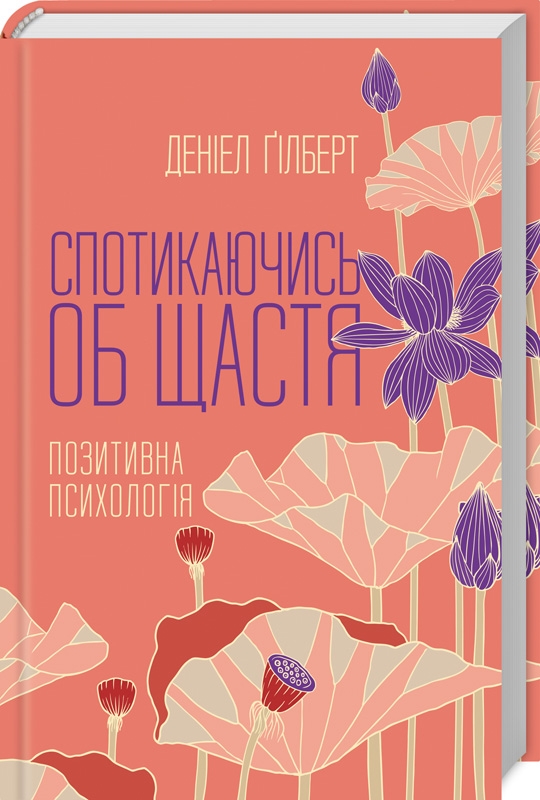 ДЕНІЕЛ ҐІЛБЕРТ
СПОТИКАЮЧИСЬ
ОБ ЩАСТЯ
ПОЗИТИВНА
ПСИХОЛОГІЯ